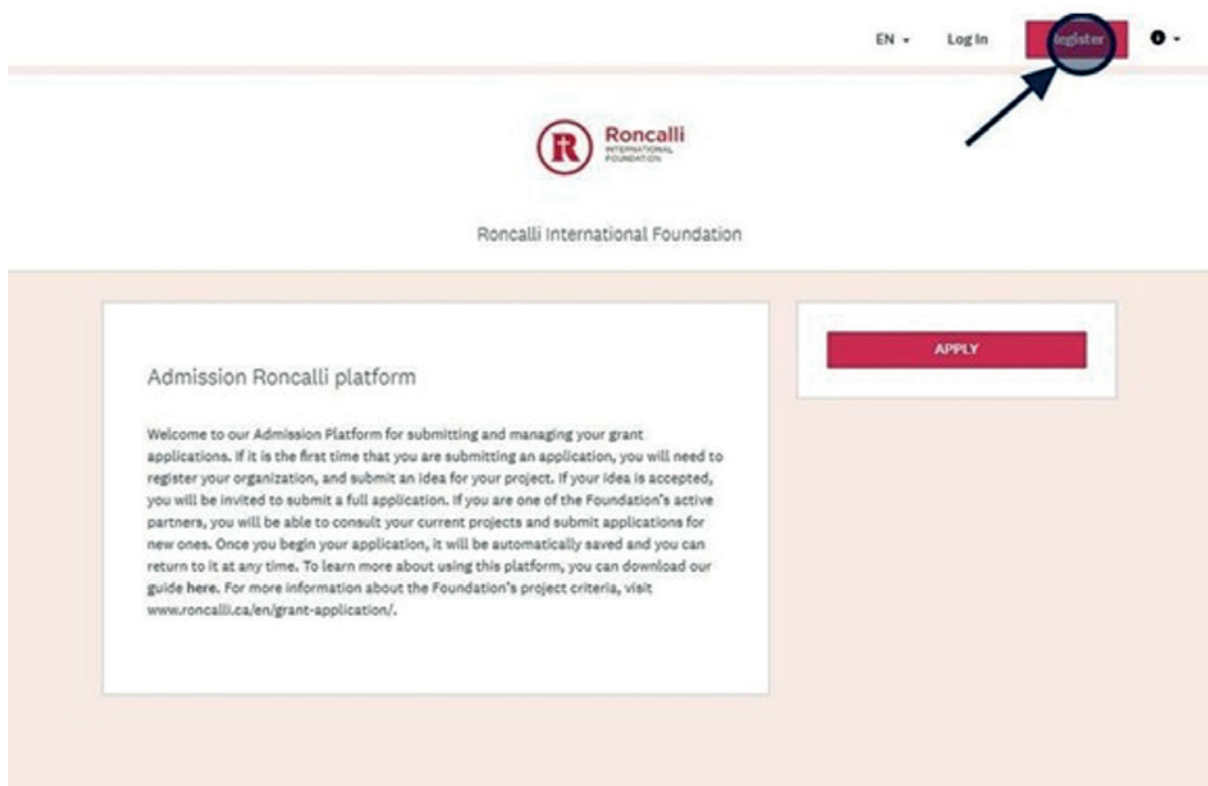 EN Log In Register
Roncalli
INTERNATIONAL
FOUNDATION
Roncalli International Foundation
APPLY
Admission Roncalli platform
Welcome to our Admission Platform for submitting and managing your grant
applications. If it is the first time that you are submitting an application, you will need to
register your organization, and submit an idea for your project. If your idea is accepted,
you will be invited to submit a full application. If you are one of the Foundation's active
partners, you will be able to consult your current projects and submit applications for
new ones. Once you begin your application, it will be automatically saved and you can
return to it at any time. To learn more about using this platform, you can download our
guide here. For more information about the Foundation's project criteria, visit
www.roncalli.ca/en/grant-application/.